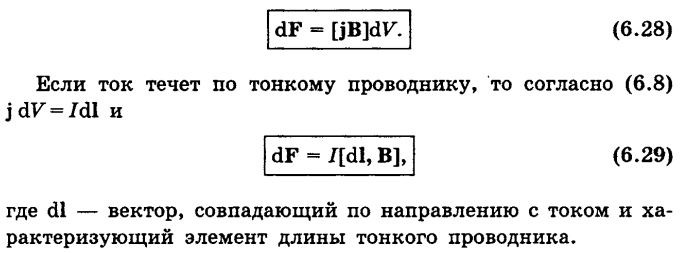 dF = [jB]dV. (6.28)
Если ток течет по тонкому проводнику, то согласно (6.8)
j dV = Idl и
dF = I[dl, B], (6.29)
где dl — вектор, совпадающий по направлению с током и ха-
рактеризующий элемент длины тонкого проводника.